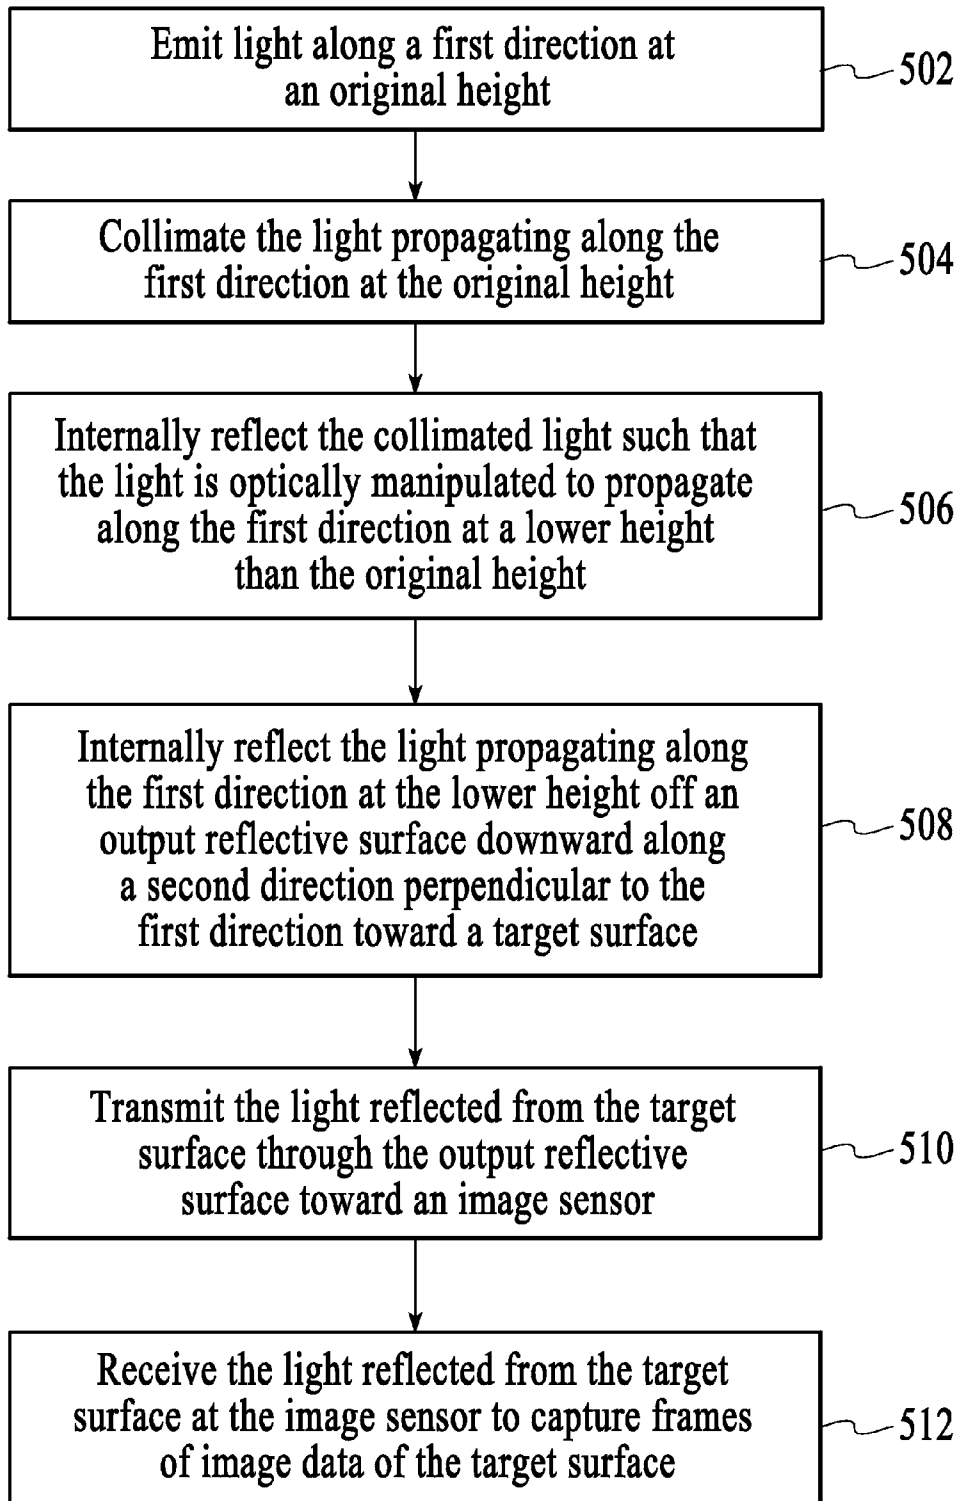 Emit light along a first direction at
an original height
502
Collimate the light propagating along the
first direction at the original height
504
Internally reflect the collimated light such that
the light is optically manipulated to propagate
along the first direction at a lower height
than the original height
506
Internally reflect the light propagating along
the first direction at the lower height off an
output reflective surface downward along
a second direction perpendicular to the
first direction toward a target surface
508
Transmit the light reflected from the target
surface through the output reflective
surface toward an image sensor
510
Receive the light reflected from the target
surface at the image sensor to capture frames
of image data of the target surface
512